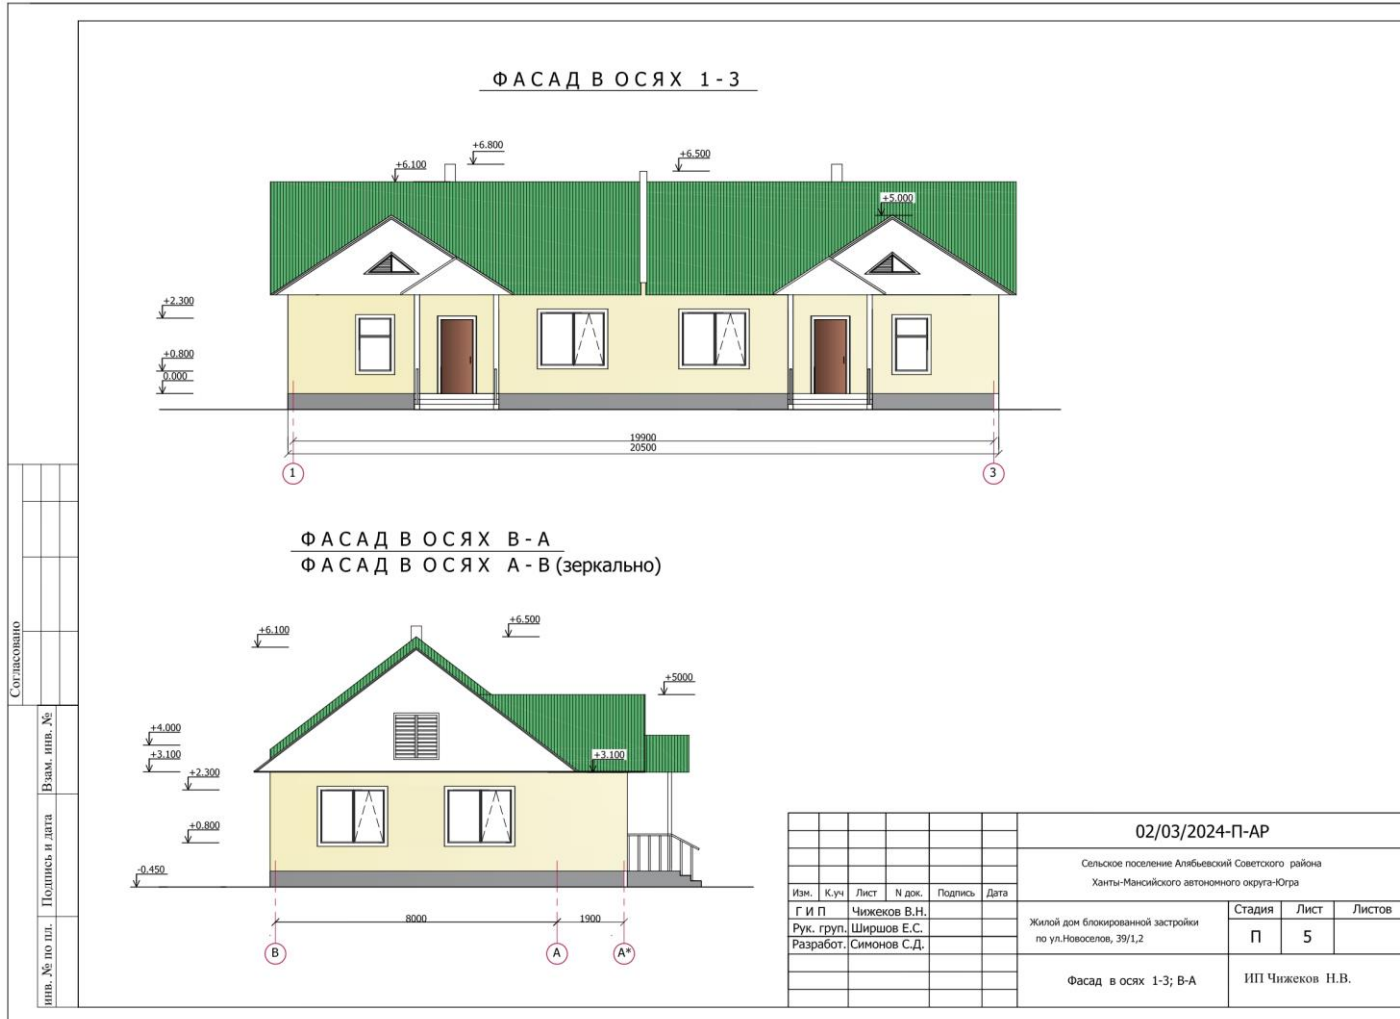 ФАСАД В ОСЯХ 1-3
+6.800
+6.100
+6.500
+5.000
+2.300
+0.800
0.000
19900
20500
1
3
ФАСАД В ОСЯХ В-А
ФАСАД В ОСЯХ А-В (зеркально)
+6.100
+6.500
+5000
+4.000
+3.100
+3.100
+2.300
+0.800
-0.450
8000
1900
В
А
А*
Согласовано
Взам. инв. №
Подпись и дата
инв. № по пл.
02/03/2024-П-АР
Сельское поселение Алябьевский Советского района
Ханты-Мансийского автономного округа-Югра
Изм. К.уч Лист N док. Подпись Дата
Г И П Чижеков В.Н.
Рук. груп. Ширшов Е.С.
Разработ. Симонов С.Д.
Жилой дом блокированной застройки
по ул.Новоселов, 39/1,2
Стадия Лист Листов
П 5
Фасад в осях 1-3; В-А
ИП Чижеков Н.В.